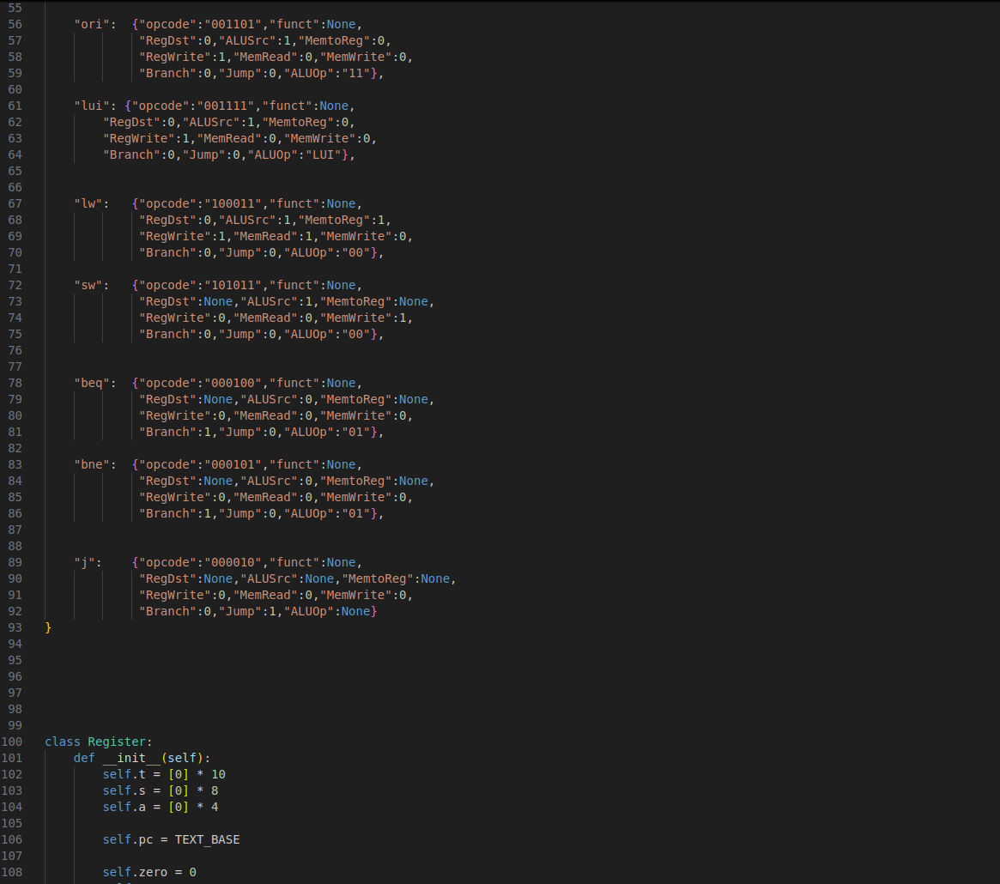 55
56 "ori":  {"opcode":"001101","funct":None,
57 "RegDst":0,"ALUSrc":1,"MemtoReg":0,
58 "RegWrite":1,"MemRead":0,"MemWrite":0,
59 "Branch":0,"Jump":0,"ALUOp":"11"},
60
61 "lui": {"opcode":"001111","funct":None,
62 "RegDst":0,"ALUSrc":1,"MemtoReg":0,
63 "RegWrite":1,"MemRead":0,"MemWrite":0,
64 "Branch":0,"Jump":0,"ALUOp":"LUI"},
65
66
67 "lw":   {"opcode":"100011","funct":None,
68 "RegDst":0,"ALUSrc":1,"MemtoReg":1,
69 "RegWrite":1,"MemRead":1,"MemWrite":0,
70 "Branch":0,"Jump":0,"ALUOp":"00"},
71
72 "sw":   {"opcode":"101011","funct":None,
73 "RegDst":None,"ALUSrc":1,"MemtoReg":None,
74 "RegWrite":0,"MemRead":0,"MemWrite":1,
75 "Branch":0,"Jump":0,"ALUOp":"00"},
76
77
78 "beq":  {"opcode":"000100","funct":None,
79 "RegDst":None,"ALUSrc":0,"MemtoReg":None,
80 "RegWrite":0,"MemRead":0,"MemWrite":0,
81 "Branch":1,"Jump":0,"ALUOp":"01"},
82
83 "bne":  {"opcode":"000101","funct":None,
84 "RegDst":None,"ALUSrc":0,"MemtoReg":None,
85 "RegWrite":0,"MemRead":0,"MemWrite":0,
86 "Branch":1,"Jump":0,"ALUOp":"01"},
87
88
89 "j":    {"opcode":"000010","funct":None,
90 "RegDst":None,"ALUSrc":None,"MemtoReg":None,
91 "RegWrite":0,"MemRead":0,"MemWrite":0,
92 "Branch":0,"Jump":1,"ALUOp":None}
93 }
94
95
96
97
98
99
100 class Register:
101 def __init__(self):
102 self.t = [0] * 10
103 self.s = [0] * 8
104 self.a = [0] * 4
105
106 self.pc = TEXT_BASE
107
108 self.zero = 0